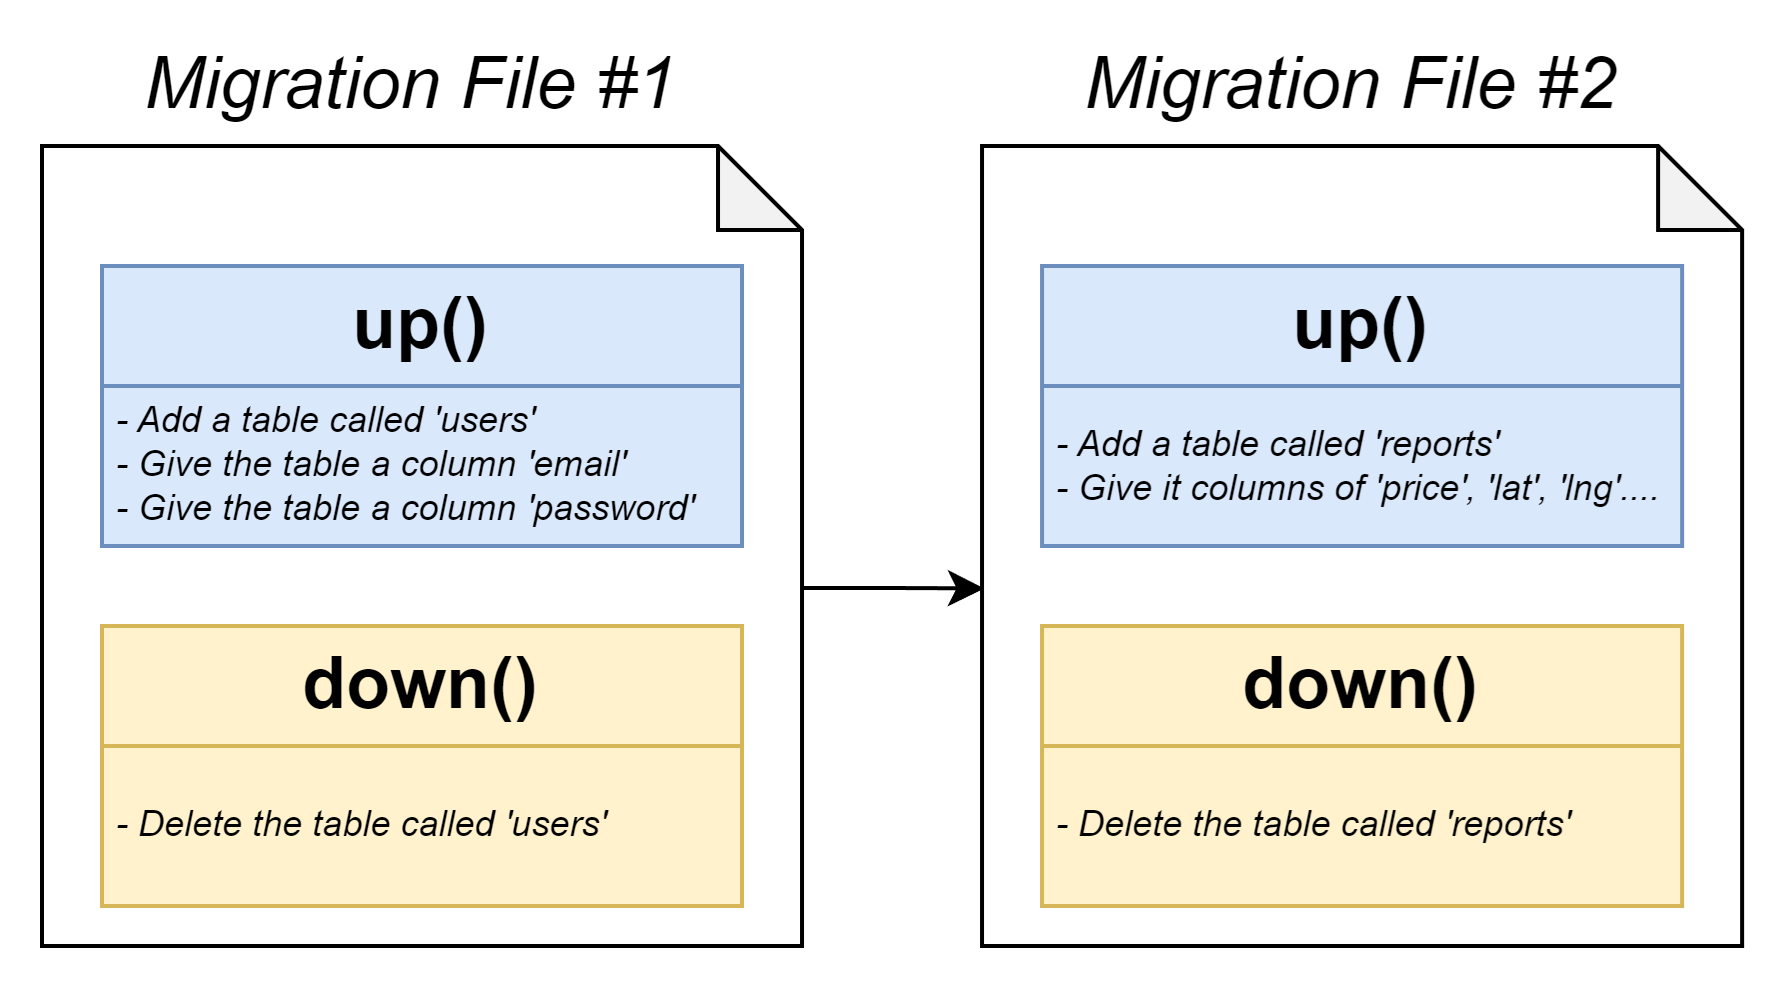 Migration File #1
up()
- Add a table called 'users'
- Give the table a column 'email'
- Give the table a column 'password'
down()
- Delete the table called 'users'
Migration File #2
up()
- Add a table called 'reports'
- Give it columns of 'price', 'lat', 'lng'....
down()
- Delete the table called 'reports'